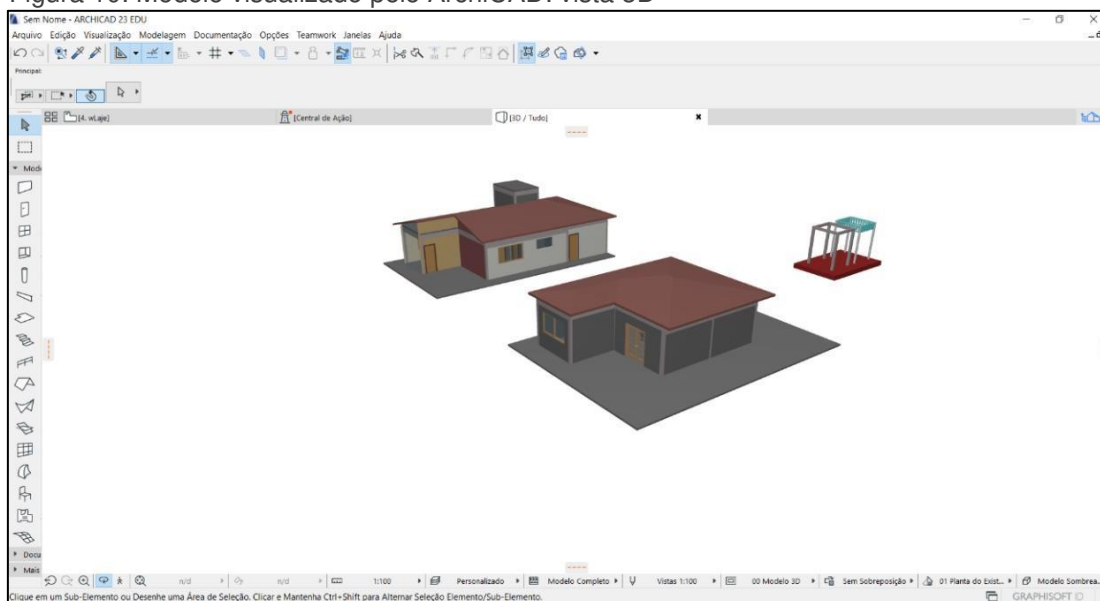 Figura 10: Modelo visualizado pelo ArchiCAD: vista 3D
Sem Nome - ARCHICAD 23 EDU
Arquivo Edição Visualização Modelagem Documentação Opções Teamwork Janelas Ajuda
Principal:
[4. wLaje] [Central de Ação] [3D / Tudo]
Mode
Docu
Mais
n/d n/d 1:100 Personalizado Modelo Completo Vistas 1:100 00 Modelo 3D Sem Sobreposição 01 Planta do Exist... Modelo Sombrea...
Clique em um Sub-Elemento ou Desenhe uma Área de Seleção. Clicar e Mantenha Ctrl+Shift para Alternar Seleção Elemento/Sub-Elemento.
GRAPHISOFT ID